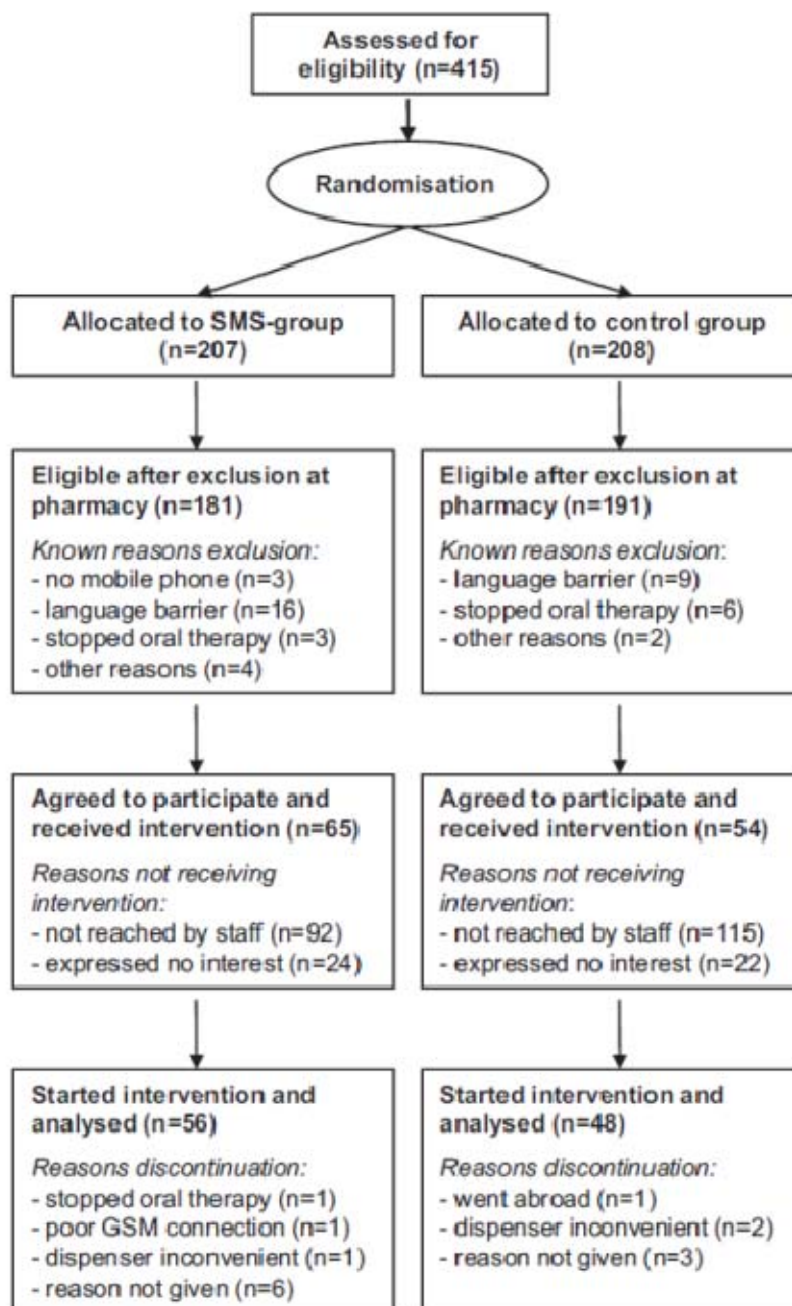 Assessed for
eligibility (n=415)
Randomisation
Allocated to SMS-group
(n=207)
Allocated to control group
(n=208)
Eligible after exclusion at
pharmacy (n=181)
Known reasons exclusion:
- no mobile phone (n=3)
- language barrier (n=16)
- stopped oral therapy (n=3)
- other reasons (n=4)
Eligible after exclusion at
pharmacy (n=191)
Known reasons exclusion:
- language barrier (n=9)
- stopped oral therapy (n=6)
- other reasons (n=2)
Agreed to participate and
received intervention (n=65)
Reasons not receiving
intervention:
- not reached by staff (n=92)
- expressed no interest (n=24)
Agreed to participate and
received intervention (n=54)
Reasons not receiving
intervention:
- not reached by staff (n=115)
- expressed no interest (n=22)
Started intervention and
analysed (n=56)
Reasons discontinuation:
- stopped oral therapy (n=1)
- poor GSM connection (n=1)
- dispenser inconvenient (n=1)
- reason not given (n=6)
Started intervention and
analysed (n=48)
Reasons discontinuation:
- went abroad (n=1)
- dispenser inconvenient (n=2)
- reason not given (n=3)